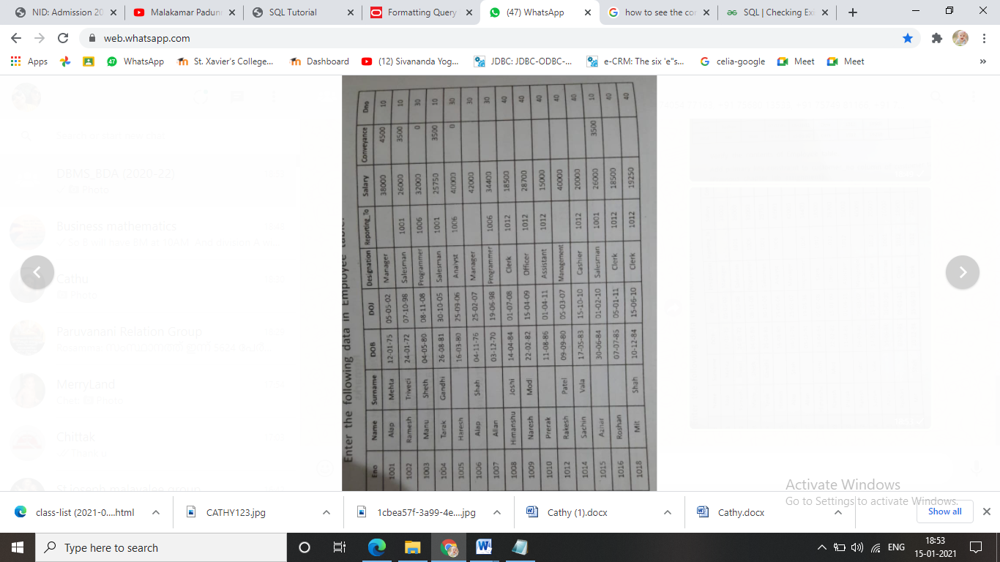 NID: Admission 20
Malakamar Padun
SQL Tutorial
Formatting Query
(47) WhatsApp
how to see the co
SQL | Checking Exi
web.whatsapp.com
Apps
WhatsApp
St. Xavier's College...
Dashboard
(12) Sivananda Yog...
JDBC: JDBC-ODBC-...
e-CRM: The six 'e"s...
celia-google
Meet
Meet
DBMS_BDA (2020-22)
Photo
Business mathematics
Cathu
Photo
Paruvanani Relation Group
MerryLand
Chee Photo
Chittak
St joseph malayalee group
Enter the following data in Employee table.
Eno Name Surname DOB DOJ Designation Reporting_To Salary Conveyance Dno
1001 Alap Mehta 12-01-75 05-05-02 Manager 38000 4500 10
1002 Ramesh Triveci 24-01-72 07-10-98 Salesman 1001 26000 3500 10
1003 Manu Sheth 04-05-80 08-11-08 Programmer 1006 32000 0 30
1004 Tarak Gandhi 26-08-81 30-10-05 Salesman 1001 25750 3500 10
1005 Haresh 16-03-80 25-09-06 Analyst 1006 40000 0 30
1006 Alap Shah 04-11-76 25-02-07 Manager 42000 30
1007 Allan 03-12-70 19-06-98 Programmer 1006 34400 30
1008 Himanshu Joshi 14-04-84 01-07-08 Clerk 1012 18500 40
1009 Naresh Modi 22-02-82 15-04-09 Officer 1012 28700 40
1010 Prerak 11-08-86 01-04-11 Assistant 1012 15000 40
1012 Rakesh Patel 09-09-80 05-03-07 Management 40000 40
1014 Sachin Vala 17-05-83 15-10-10 Cashier 1012 20000 40
1015 Azhar 30-06-84 01-02-10 Salesman 1001 26000 3500 10
1016 Roshan 07-07-85 05-01-11 Clerk 1012 18500 40
1018 Mit Shah 10-12-84 15-06-10 Clerk 1012 19250 40
Activate Windows
Go to Settings to activate Windows.
class-list (2021-0....html
CATHY123.jpg
1cbea57f-3a99-4e....jpg
Cathy (1).docx
Cathy.docx
Show all
Type here to search
ENG
18:53
15-01-2021